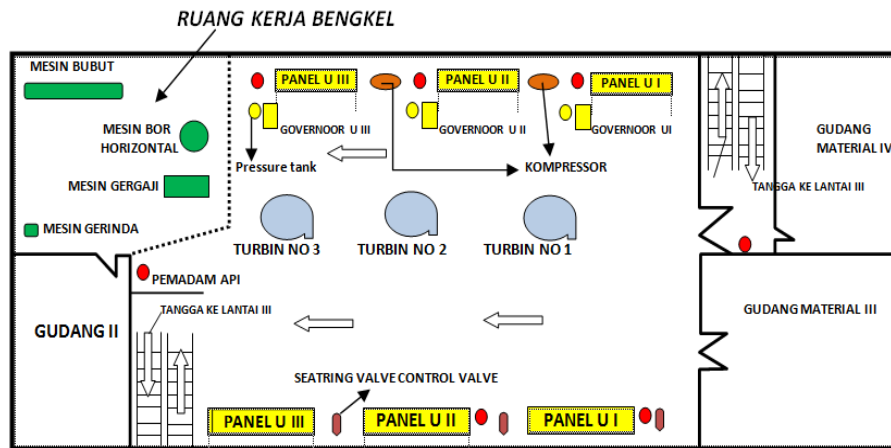 RUANG KERJA BENGKEL
MESIN BUBUT
PANEL U III
PANEL U II
PANEL U I
MESIN BOR
HORIZONTAL
GOVERNOOR U III
GOVERNOOR U II
GOVERNOOR UI
GUDANG
MATERIAL IV
Pressure tank
KOMPRESSOR
MESIN GERGAJI
TANGGA KE LANTAI III
MESIN GERINDA
TURBIN NO 3
TURBIN NO 2
TURBIN NO 1
PEMADAM API
TANGGA KE LANTAI III
GUDANG MATERIAL III
GUDANG II
SEATRING VALVE CONTROL VALVE
PANEL U III
PANEL U II
PANEL U I